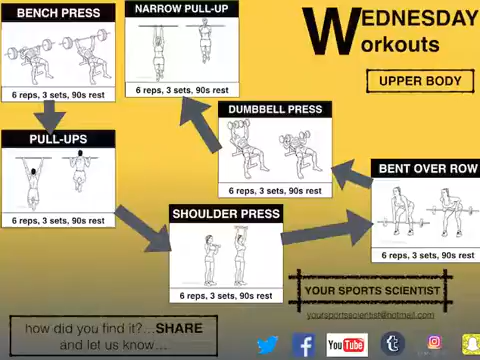 WEDNESDAY
Workouts
UPPER BODY
BENCH PRESS
6 reps, 3 sets, 90s rest
PULL-UPS
6 reps, 3 sets, 90s rest
SHOULDER PRESS
6 reps, 3 sets, 90s rest
BENT OVER ROW
6 reps, 3 sets, 90s rest
DUMBBELL PRESS
6 reps, 3 sets, 90s rest
NARROW PULL-UP
6 reps, 3 sets, 90s rest
YOUR SPORTS SCIENTIST
yoursportsscientist@hotmail.com
how did you find it?...SHARE
and let us know...
You Tube
t